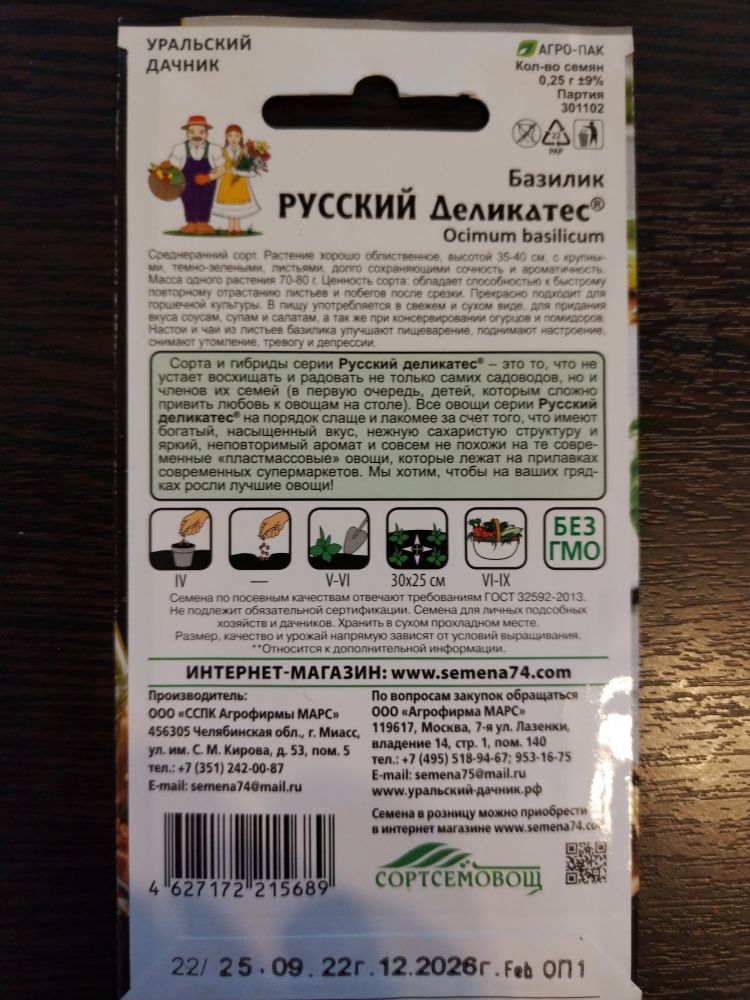 УРАЛЬСКИЙ
ДАЧНИК
АГРО-ПАК
Кол-во семян
0,25 г ±9%
Партия
301102
22
PAP
Базилик
РУССКИЙ Деликатес®
Ocimum basilicum
Среднеранний сорт. Растение хорошо облиственное, высотой 35-40 см, с крупны-
ми, темно-зелеными, листьями, долго сохраняющими сочность и ароматичность.
Масса одного растения 70-80 г. Ценность сорта: обладает способностью к быстрому
повторному отрастанию листьев и побегов после срезки. Прекрасно подходит для
горшечной культуры. В пищу употребляется в свежем и сухом виде, для придания
вкуса соусам, супам и салатам, а так же при консервировании огурцов и помидоров.
Настои и чаи из листьев базилика улучшают пищеварение, поднимают настроение,
снимают утомление, тревогу и депрессии.
Сорта и гибриды серии Русский деликатес® – это то, что не
устает восхищать и радовать не только самих садоводов, но и
членов их семей (в первую очередь, детей, которым сложно
привить любовь к овощам на столе). Все овощи серии Русский
деликатес® на порядок слаще и лакомее за счет того, что имеют
богатый, насыщенный вкус, нежную сахаристую структуру и
яркий, неповторимый аромат и совсем не похожи на те совре-
менные «пластмассовые» овощи, которые лежат на прилавках
современных супермаркетов. Мы хотим, чтобы на ваших гряд-
ках росли лучшие овощи!
БЕЗ
ГМО
IV — V-VI 30х25 см VI-IX
Семена по посевным качествам отвечают требованиям ГОСТ 32592-2013.
Не подлежит обязательной сертификации. Семена для личных подсобных
хозяйств и дачников. Хранить в сухом прохладном месте.
Размер, качество и урожай напрямую зависят от условий выращивания.
**Относится к дополнительной информации.
ИНТЕРНЕТ-МАГАЗИН: www.semena74.com
Производитель:
ООО «ССПК Агрофирмы МАРС»
456305 Челябинская обл., г. Миасс,
ул. им. С. М. Кирова, д. 53, пом. 5
тел.: +7 (351) 242-00-87
E-mail: semena74@mail.ru
По вопросам закупок обращаться
ООО «Агрофирма МАРС»
119617, Москва, 7-я ул. Лазенки,
владение 14, стр. 1, пом. 140
тел.: +7 (495) 518-94-67; 953-16-75
E-mail: semena75@mail.ru
www.уральский-дачник.рф
Семена в розницу можно приобрести
в интернет магазине www.semena74.com
4 627172 215689
СОРТСЕМОВОЩ
22/ 25.09.22г. 12.2026г. Feb ОП1